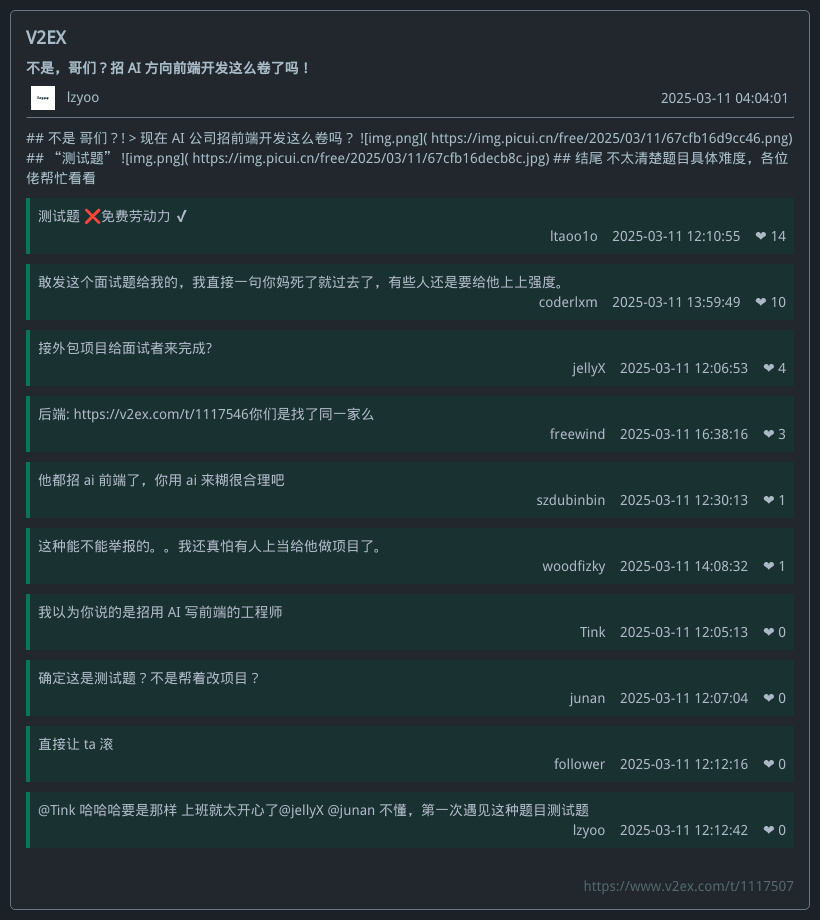 V2EX
不是，哥们？招 AI 方向前端开发这么卷了吗！
lzyoo
2025-03-11 04:04:01
## 不是 哥们？! > 现在 AI 公司招前端开发这么卷吗？ ![img.png]( https://img.picui.cn/free/2025/03/11/67cfb16d9cc46.png)
## “测试题” ![img.png]( https://img.picui.cn/free/2025/03/11/67cfb16decb8c.jpg) ## 结尾 不太清楚题目具体难度，各位
佬帮忙看看
测试题 ❌免费劳动力 ✓
ltaoo1o 2025-03-11 12:10:55 ❤ 14
敢发这个面试题给我的，我直接一句你妈死了就过去了，有些人还是要给他上上强度。
coderlxm 2025-03-11 13:59:49 ❤ 10
接外包项目给面试者来完成?
jellyX 2025-03-11 12:06:53 ❤ 4
后端: https://v2ex.com/t/1117546你们是找了同一家么
freewind 2025-03-11 16:38:16 ❤ 3
他都招 ai 前端了，你用 ai 来糊很合理吧
szdubinbin 2025-03-11 12:30:13 ❤ 1
这种能不能举报的。。我还真怕有人上当给他做项目了。
woodfizky 2025-03-11 14:08:32 ❤ 1
我以为你说的是招用 AI 写前端的工程师
Tink 2025-03-11 12:05:13 ❤ 0
确定这是测试题？不是帮着改项目？
junan 2025-03-11 12:07:04 ❤ 0
直接让 ta 滚
follower 2025-03-11 12:12:16 ❤ 0
@Tink 哈哈哈要是那样 上班就太开心了@jellyX @junan 不懂，第一次遇见这种题目测试题
lzyoo 2025-03-11 12:12:42 ❤ 0
https://www.v2ex.com/t/1117507